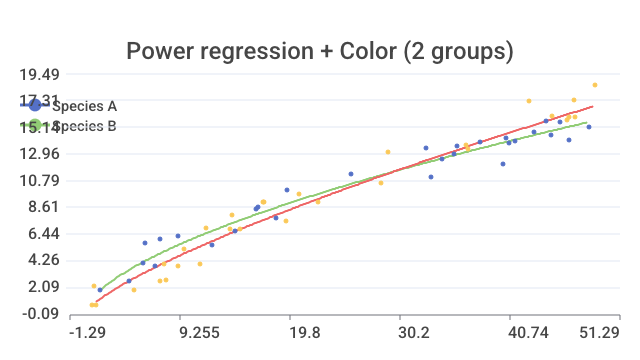 Power regression + Color (2 groups)
19.49
17.31
Species A
15.14
Species B
12.96
10.79
8.61
6.44
4.26
2.09
-0.09
-1.29 9.255 19.8 30.2 40.74 51.29